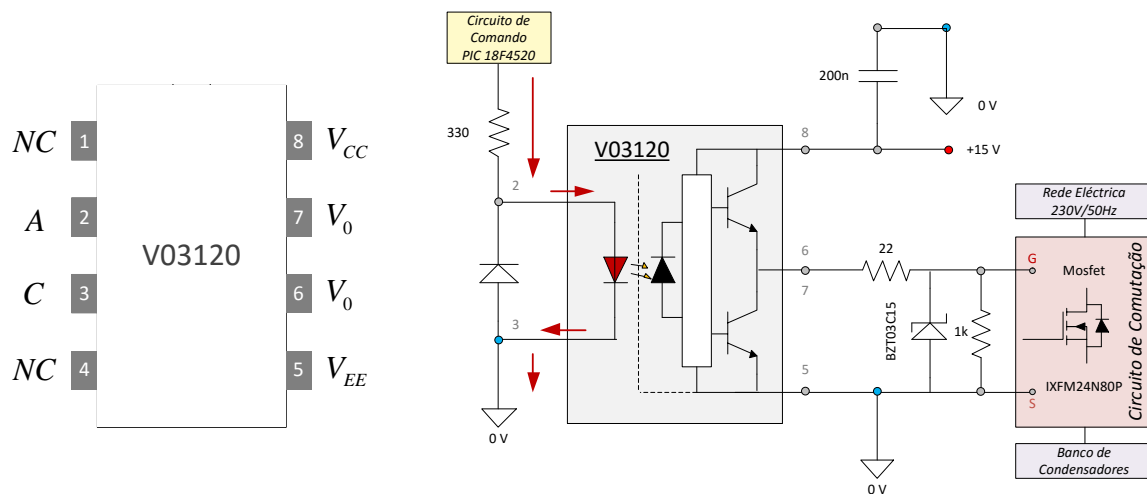 NC
1
8
V_CC
A
2
7
V_0
V03120
C
3
6
V_0
NC
4
5
V_EE
Circuito de
Comando
PIC 18F4520
330
2
3
0 V
V03120
8
200n
0 V
+15 V
6
7
22
BZT03C15
1k
5
0 V
Rede Eléctrica
230V/50Hz
G
Mosfet
IXFM24N80P
S
Circuito de Comutação
Banco de
Condensadores